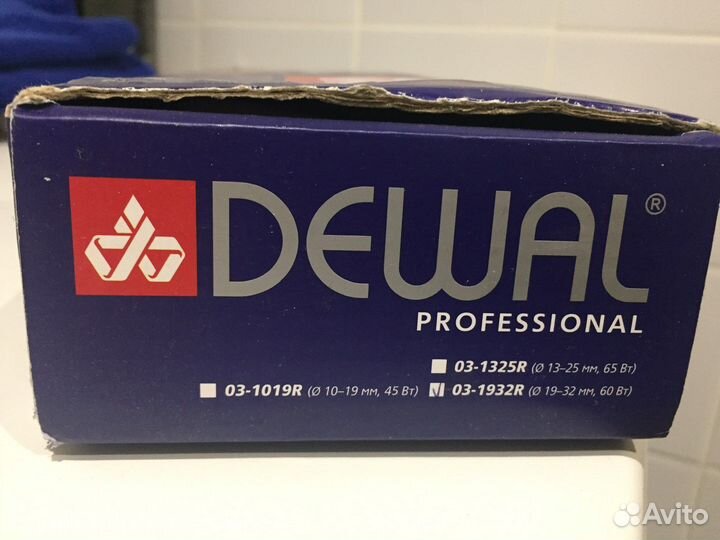 DEWAL®
PROFESSIONAL
03-1325R (Ø 13–25 мм, 65 Вт)
03-1019R (Ø 10–19 мм, 45 Вт) 03-1932R (Ø 19–32 мм, 60 Вт)
Avito